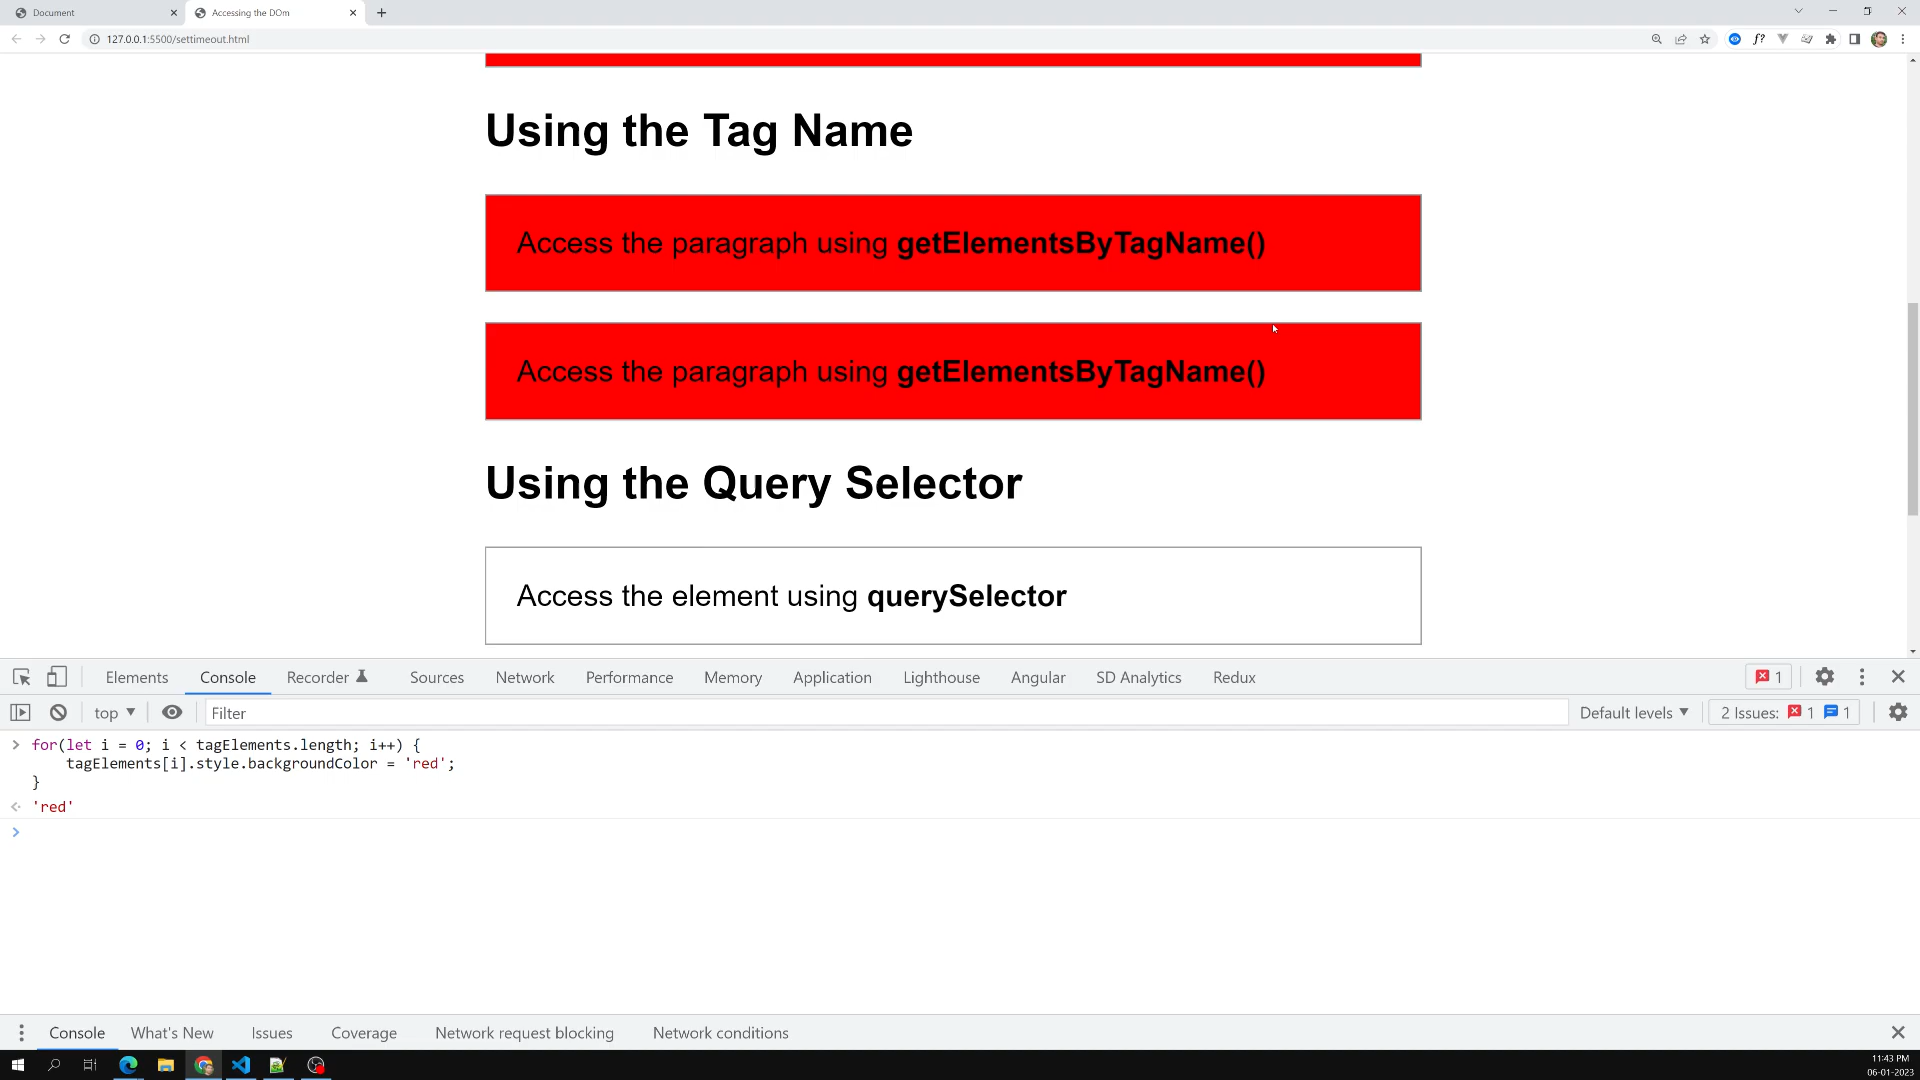 Document
Accessing the DOm
127.0.0.1:5500/settimeout.html
f?
Using the Tag Name
Access the paragraph using getElementsByTagName()
Access the paragraph using getElementsByTagName()
Using the Query Selector
Access the element using querySelector
Elements Console Recorder Sources Network Performance Memory Application Lighthouse Angular SD Analytics Redux 1
top Filter Default levels 2 Issues: 1 1
for(let i = 0; i < tagElements.length; i++) {
tagElements[i].style.backgroundColor = 'red';
}
'red'
Console What's New Issues Coverage Network request blocking Network conditions
11:43 PM
06-01-2023